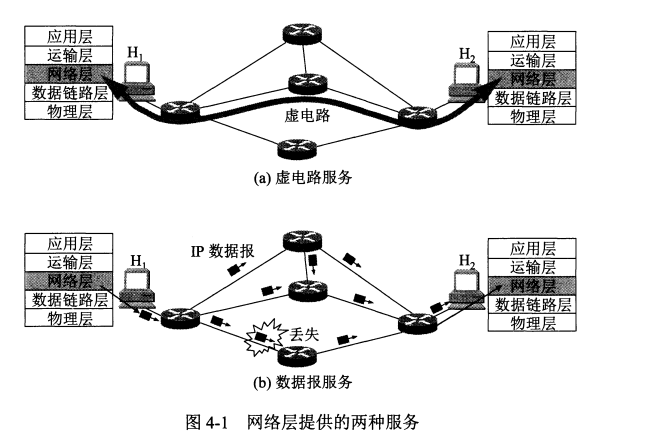 应用层
运输层
网络层
数据链路层
物理层
H₁
虚电路
H₂
应用层
运输层
网络层
数据链路层
物理层
(a) 虚电路服务
应用层
运输层
网络层
数据链路层
物理层
H₁
IP 数据报
丢失
H₂
应用层
运输层
网络层
数据链路层
物理层
(b) 数据报服务
图 4-1 网络层提供的两种服务